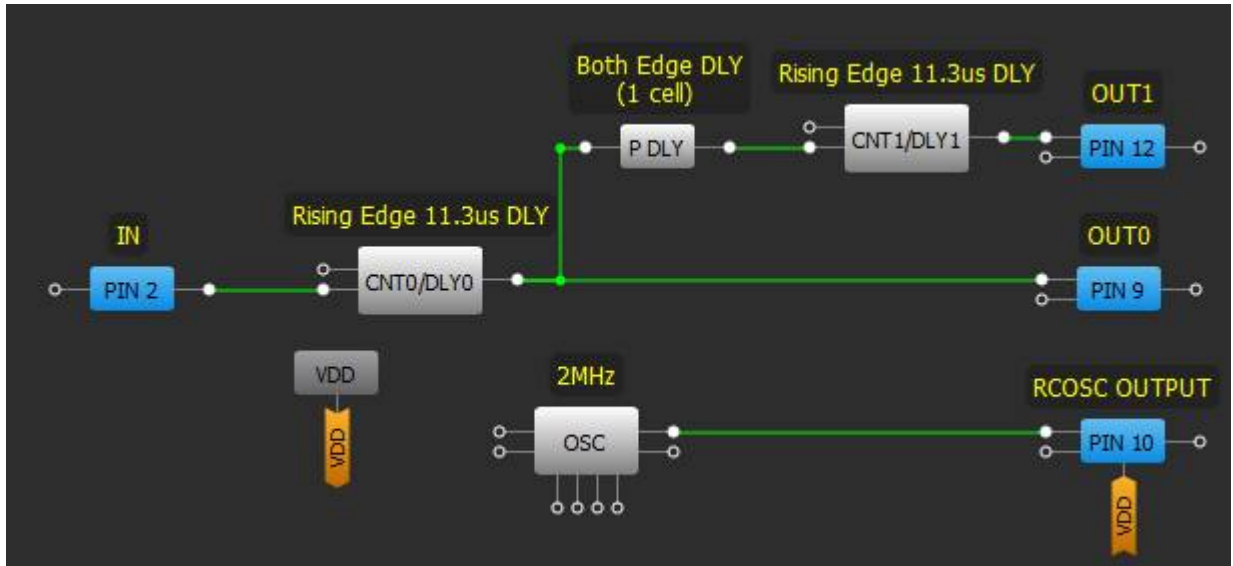 Both Edge DLY
(1 cell)
Rising Edge 11.3us DLY
OUT1
P DLY
CNT1/DLY1
PIN 12
IN
Rising Edge 11.3us DLY
OUT0
PIN 2
CNT0/DLY0
PIN 9
VDD
2MHz
RCOSC OUTPUT
VDD
OSC
PIN 10
VDD